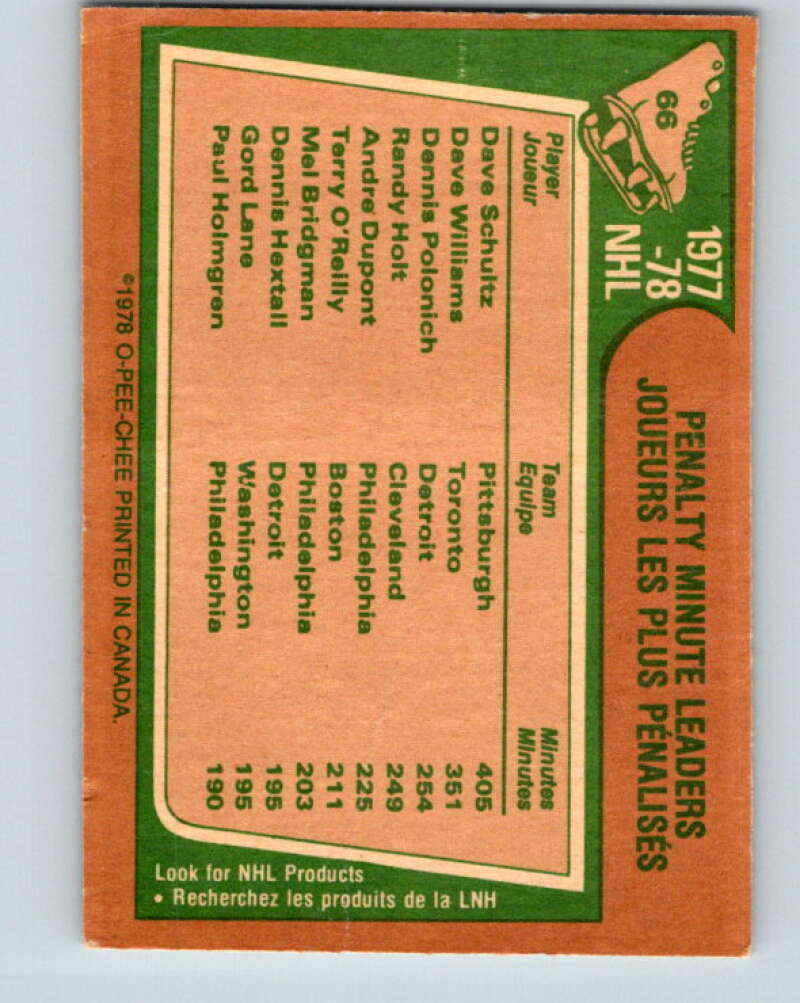 66
1977
-78
NHL
PENALTY MINUTE LEADERS
JOUEURS LES PLUS PÉNALISÉS
Player Team Minutes
Joueur Equipe Minutes
Dave Schultz Pittsburgh 405
Dave Williams Toronto 351
Dennis Polonich Detroit 254
Randy Holt Cleveland 249
Andre Dupont Philadelphia 225
Terry O'Reilly Boston 211
Mel Bridgman Philadelphia 203
Dennis Hextall Detroit 195
Gord Lane Washington 195
Paul Holmgren Philadelphia 190
Look for NHL Products
• Recherchez les produits de la LNH
©1978 O-PEE-CHEE PRINTED IN CANADA.